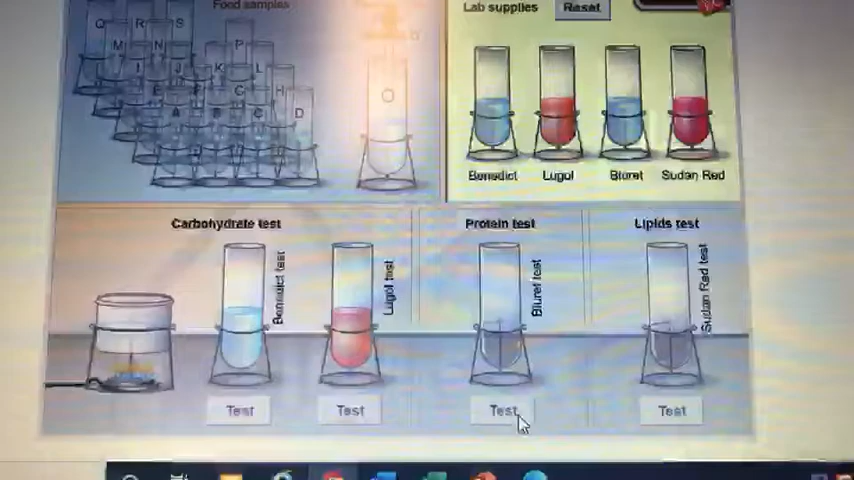 Food samples
Lab supplies
Reset
Q R S
M N P
I J K L
E F G H
A B C D
O
Benedict Lugol Biuret Sudan Red
Carbohydrate test
Protein test
Lipids test
Benedict test
Lugol test
Biuret test
Sudan Red test
Test Test Test Test